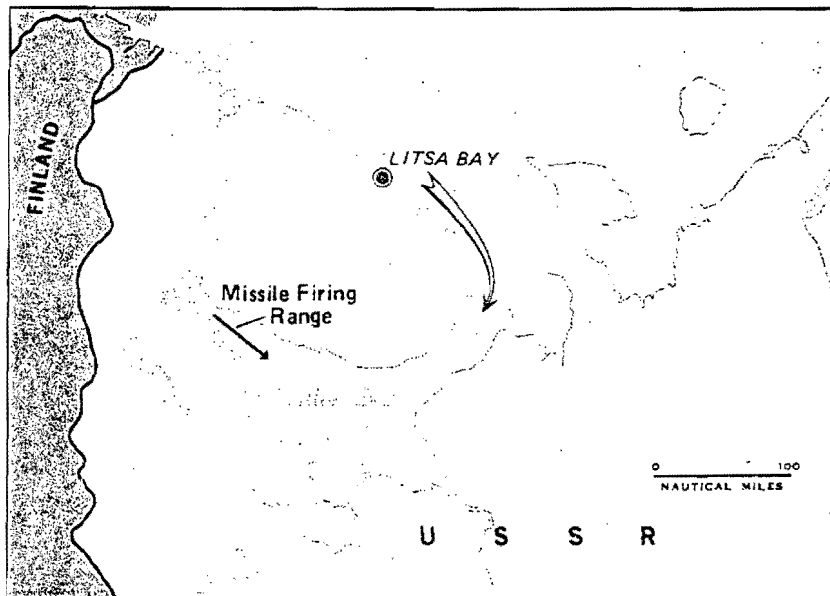 FINLAND
LITSA BAY
Missile Firing
Range
0 100
NAUTICAL MILES
U S S R